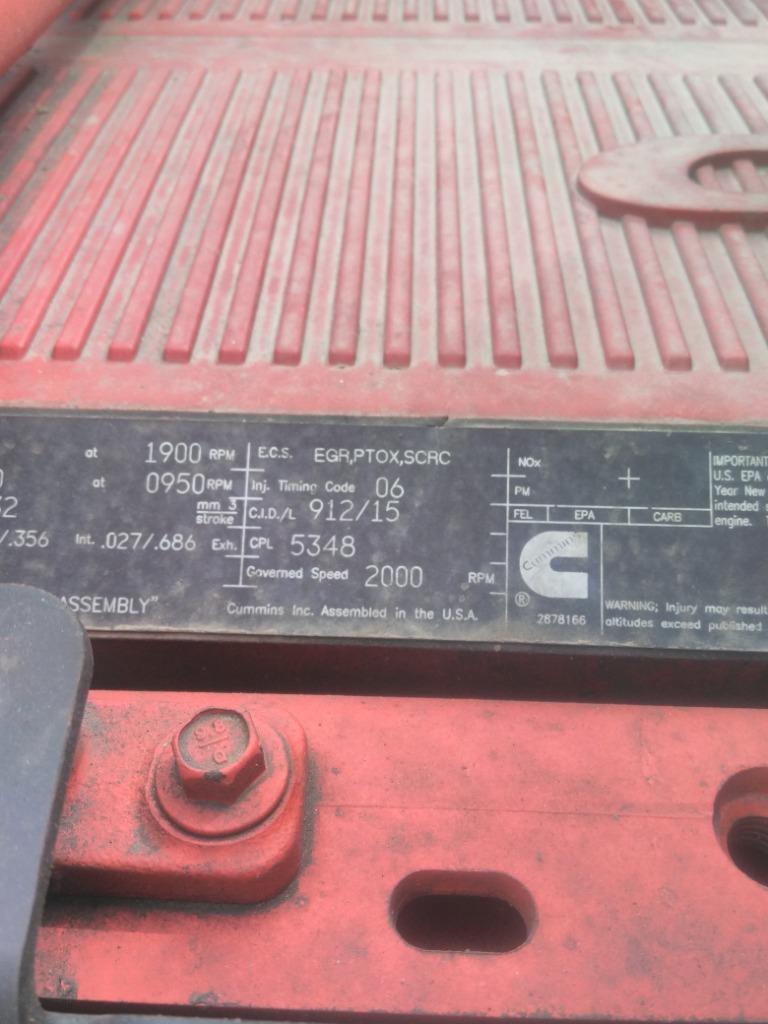 at 1900 RPM
at 0950 RPM
mm 3
stroke
/.356 Int. .027/.686 Exh.
ASSEMBLY"
E.C.S. EGR,PTOX,SCRC
Inj. Timing Code 06
C.I.D./L 912/15
CPL 5348
Governed Speed 2000 RPM
Cummins Inc. Assembled in the U.S.A.
NOx
PM
FEL EPA CARB
Cummins
®
2878166
IMPORTANT
U.S. EPA
Year New
intended
engine.
WARNING; Injury may result
altitudes exceed published